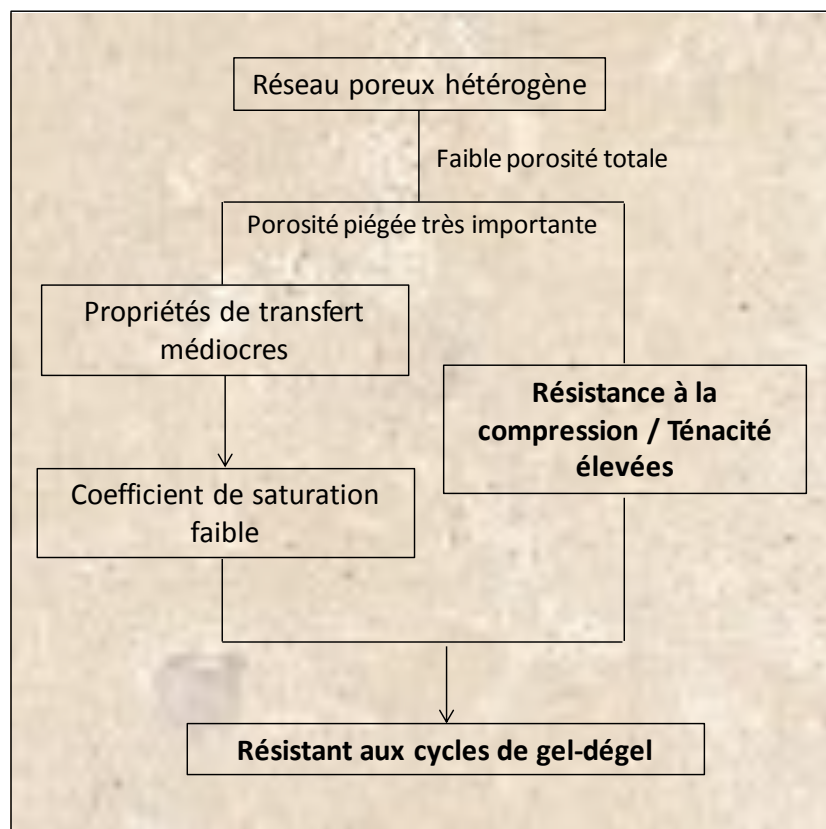 Réseau poreux hétérogène
Faible porosité totale
Porosité piégée très importante
Propriétés de transfert
médiocres
Résistance à la
compression / Ténacité
élevées
Coefficient de saturation
faible
Résistant aux cycles de gel-dégel